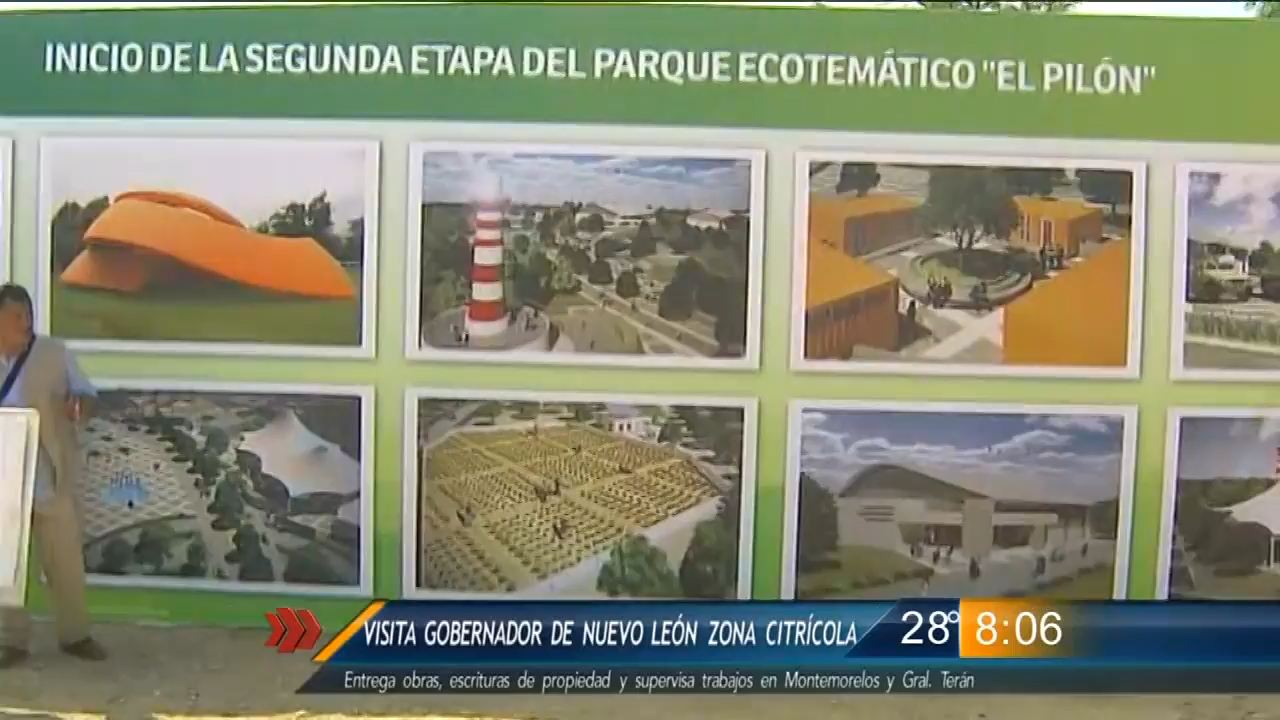 INICIO DE LA SEGUNDA ETAPA DEL PARQUE ECOTEMÁTICO "EL PILÓN"
VISITA GOBERNADOR DE NUEVO LEÓN ZONA CITRÍCOLA
28° 8:06
Entrega obras, escrituras de propiedad y supervisa trabajos en Montemorelos y Gral. Terán